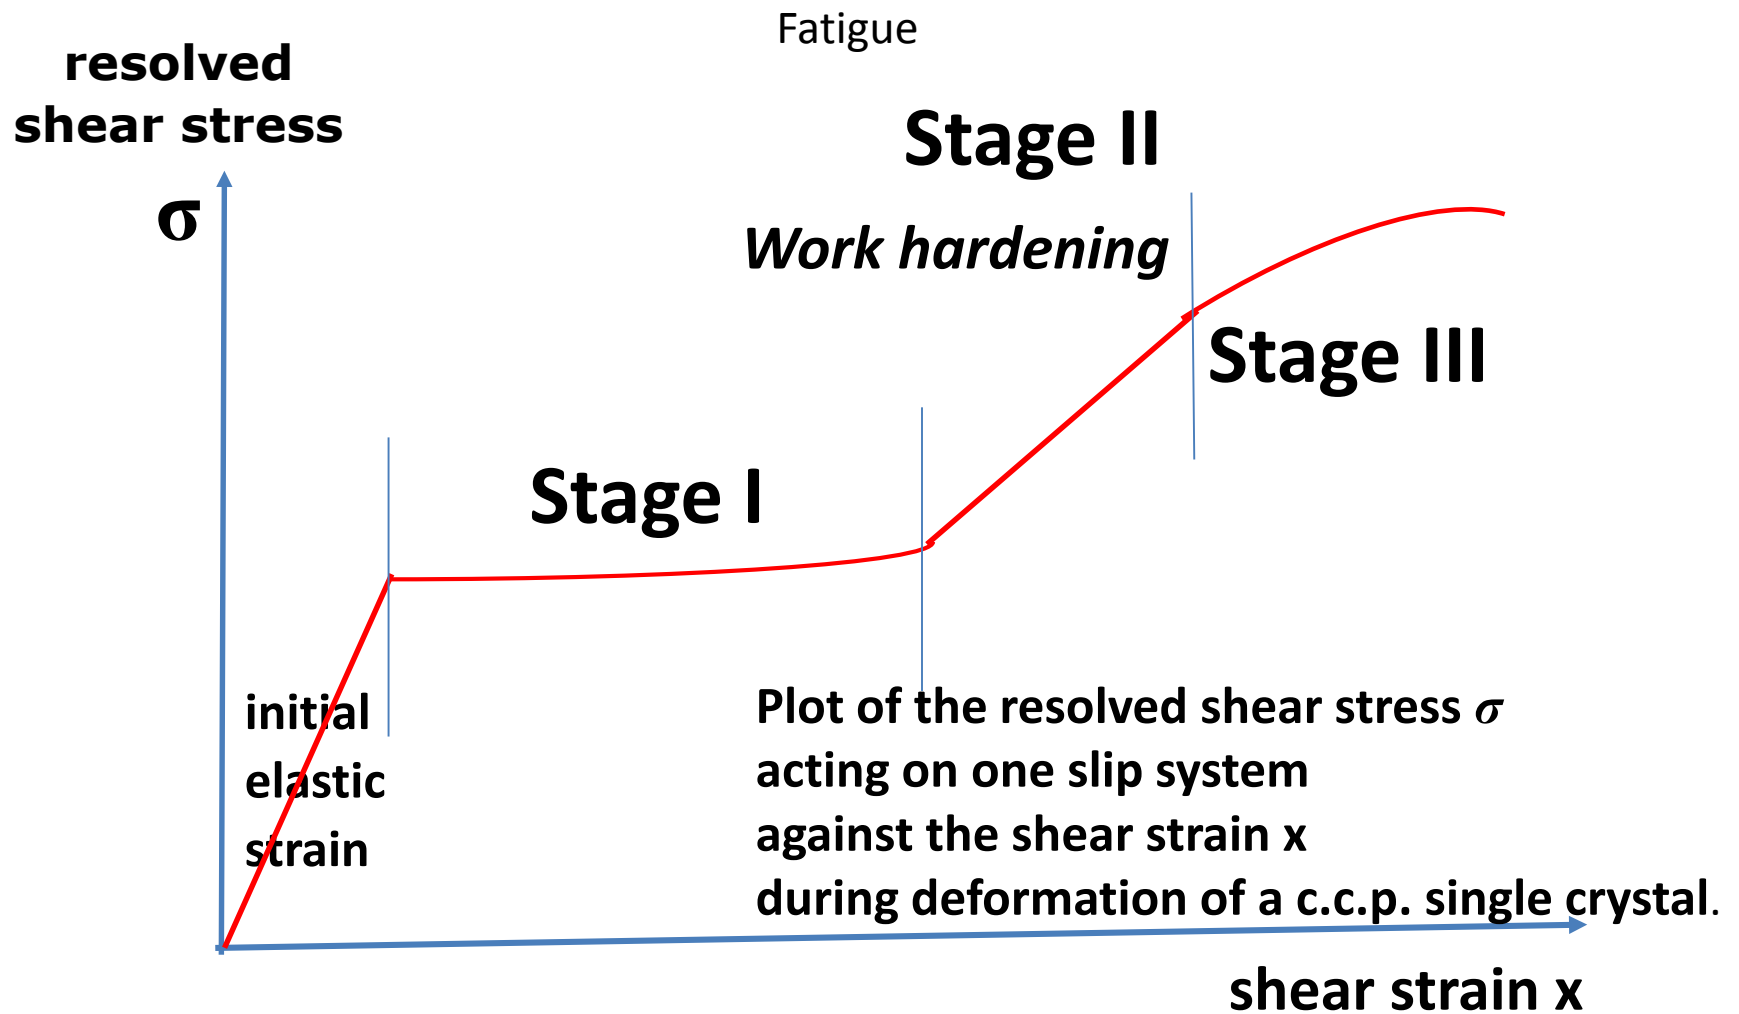 Fatigue
resolved
shear stress
σ
Stage II
Work hardening
Stage III
Stage I
initial
elastic
strain
Plot of the resolved shear stress σ
acting on one slip system
against the shear strain x
during deformation of a c.c.p. single crystal.
shear strain x